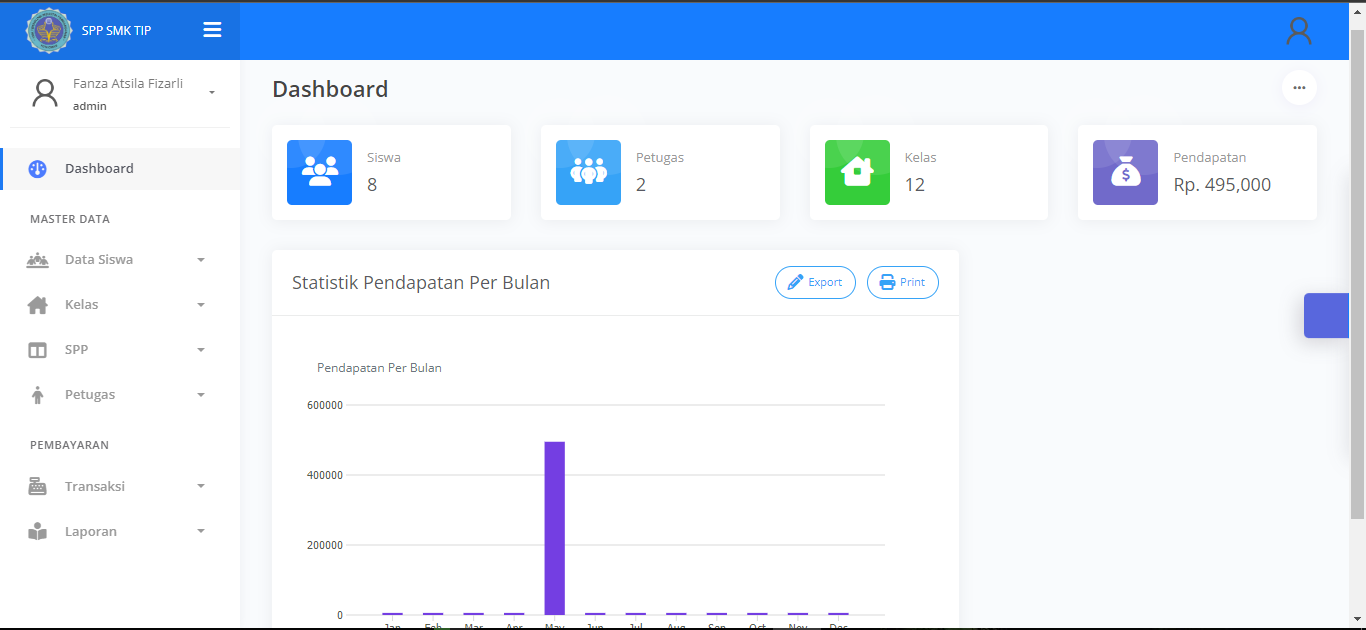 SPP SMK TIP
Fanza Atsila Fizarli
admin
Dashboard
MASTER DATA
Data Siswa
Kelas
SPP
Petugas
PEMBAYARAN
Transaksi
Laporan
Dashboard
Siswa
8
Petugas
2
Kelas
12
Pendapatan
Rp. 495,000
Statistik Pendapatan Per Bulan
Export
Print
Pendapatan Per Bulan
600000
400000
200000
0
Jan Feb Mar Apr May Jun Jul Aug Sep Oct Nov Dec